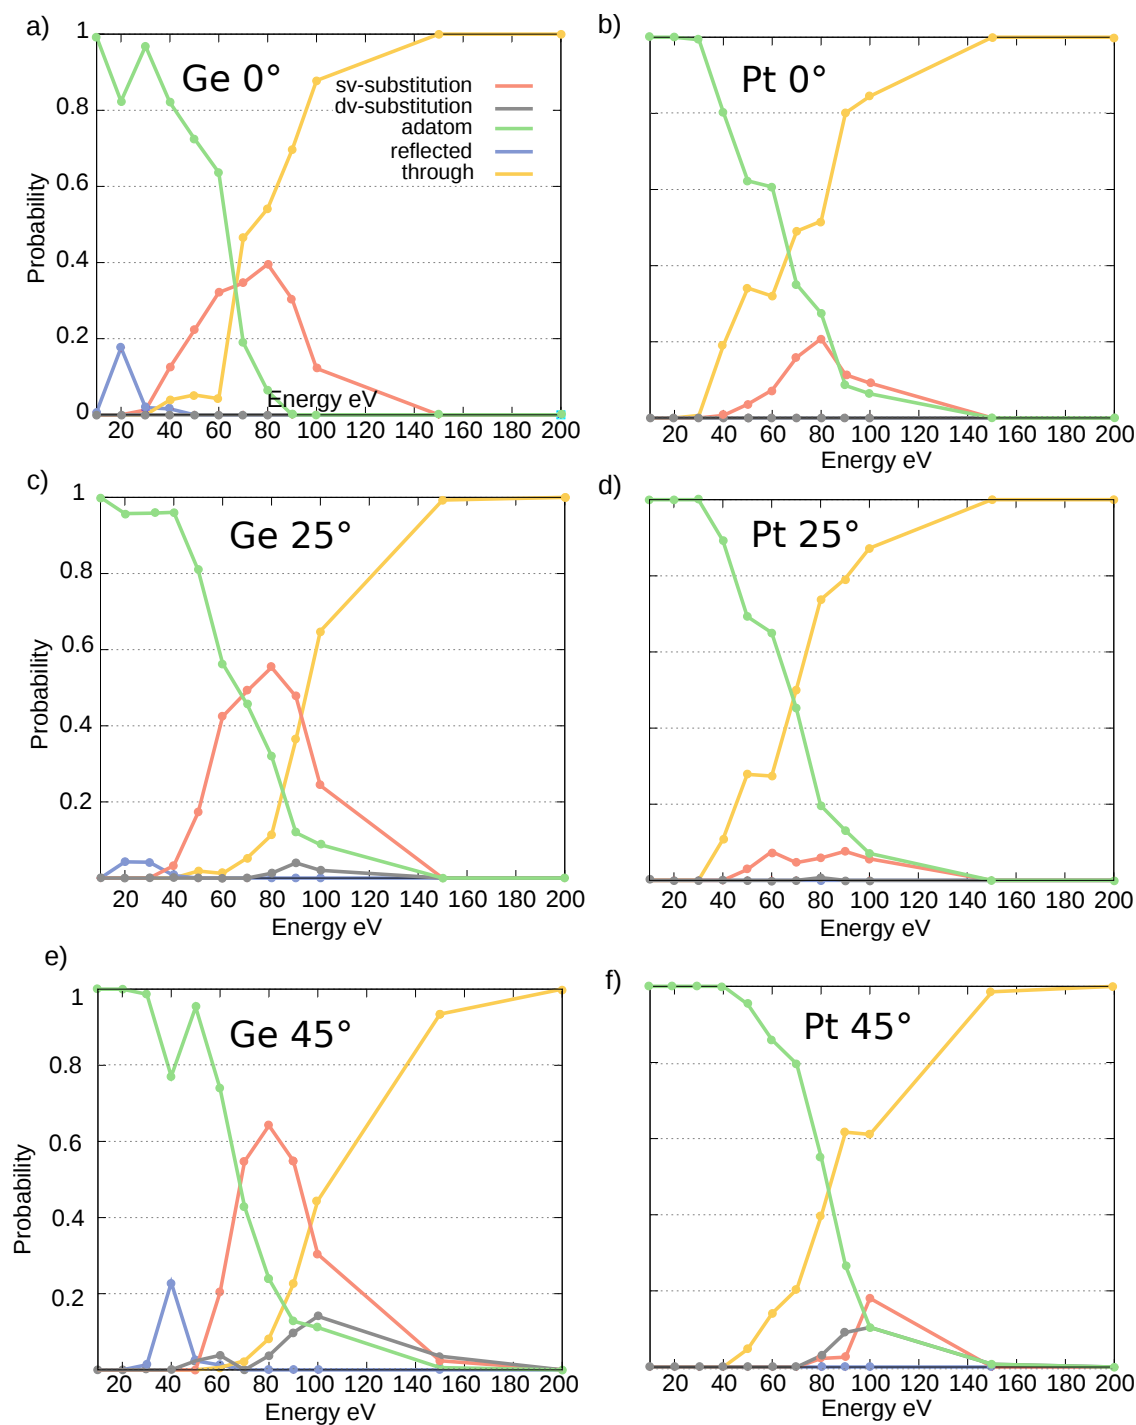 a)
1
0.8
0.6
0.4
0.2
0
Probability
Ge 0°
sv-substitution
dv-substitution
adatom
reflected
through
Energy eV
20 40 60 80 100 120 140 160 180 200
b)
Pt 0°
20 40 60 80 100 120 140 160 180 200
Energy eV
c)
1
0.8
0.6
0.4
0.2
Probability
Ge 25°
20 40 60 80 100 120 140 160 180 200
Energy eV
d)
Pt 25°
20 40 60 80 100 120 140 160 180 200
Energy eV
e)
1
0.8
0.6
0.4
0.2
Probability
Ge 45°
20 40 60 80 100 120 140 160 180 200
Energy eV
f)
Pt 45°
20 40 60 80 100 120 140 160 180 200
Energy eV